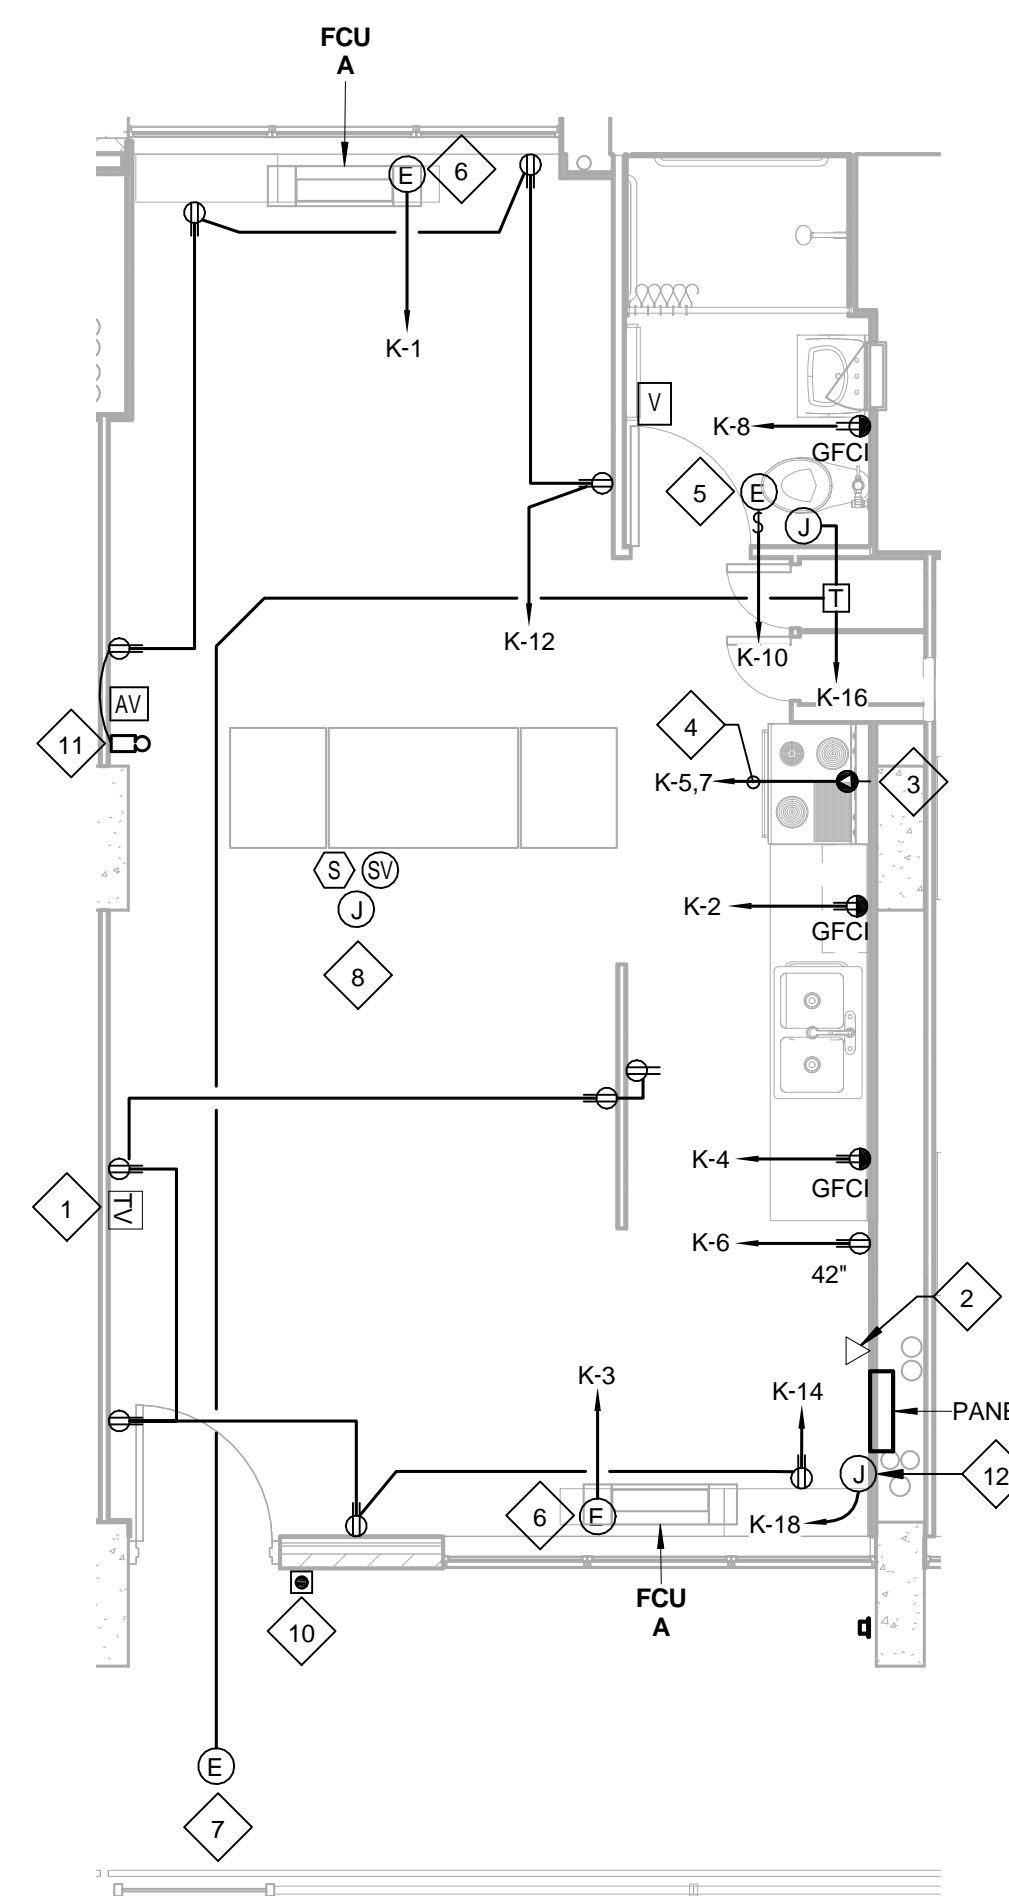 FCU
A
E
6
K-1
V
K-8
GFCI
5
E
S
J
T
K-12
K-10
K-16
AV
11
4
K-5,7
3
S
SV
J
K-2
GFCI
8
K-4
GFCI
1
TV
K-6
42"
2
K-3
K-14
PANE
J
12
6
E
K-18
FCU
A
10
E
7